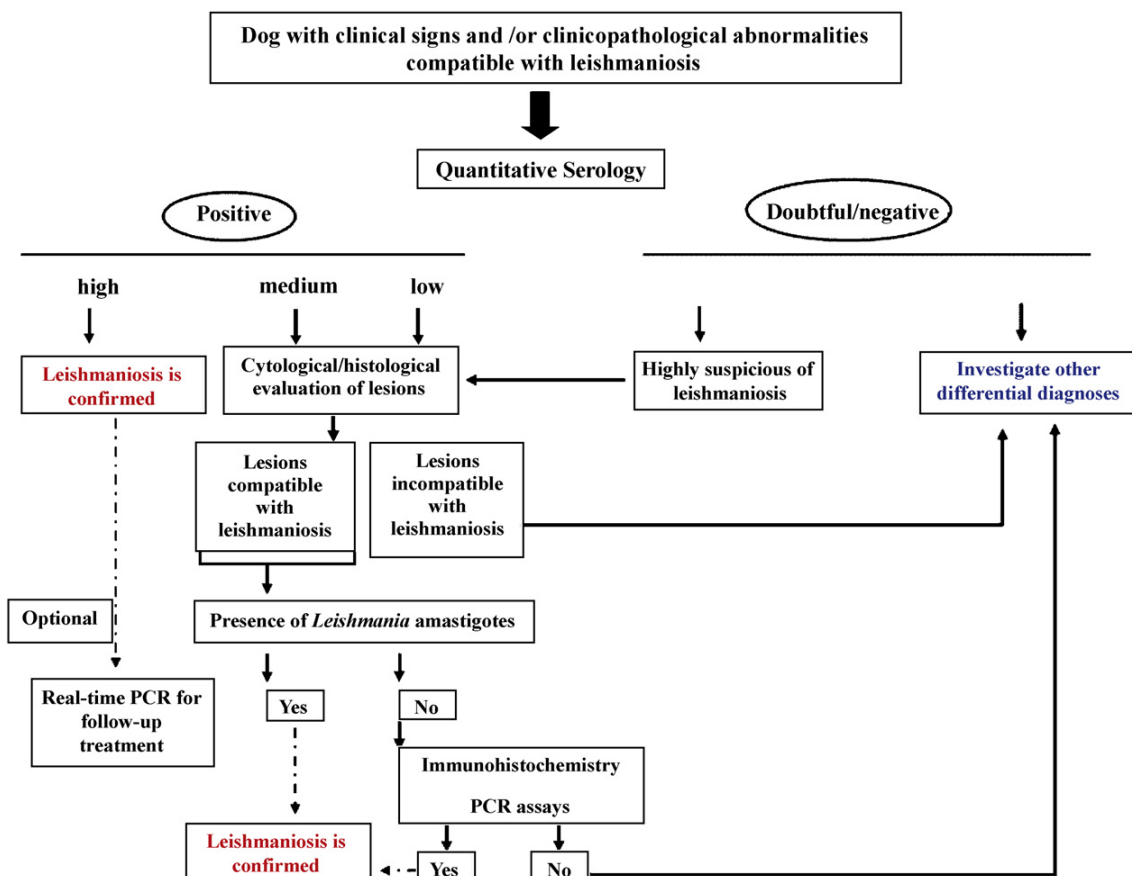 Dog with clinical signs and /or clinicopathological abnormalities
compatible with leishmaniosis
Quantitative Serology
Positive
Doubtful/negative
high
medium
low
Leishmaniosis is
confirmed
Cytological/histological
evaluation of lesions
Highly suspicious of
leishmaniosis
Investigate other
differential diagnoses
Lesions
compatible
with
leishmaniosis
Lesions
incompatible
with
leishmaniosis
Optional
Presence of Leishmania amastigotes
Real-time PCR for
follow-up
treatment
Yes
No
Immunohistochemistry
PCR assays
Leishmaniosis is
confirmed
Yes
No